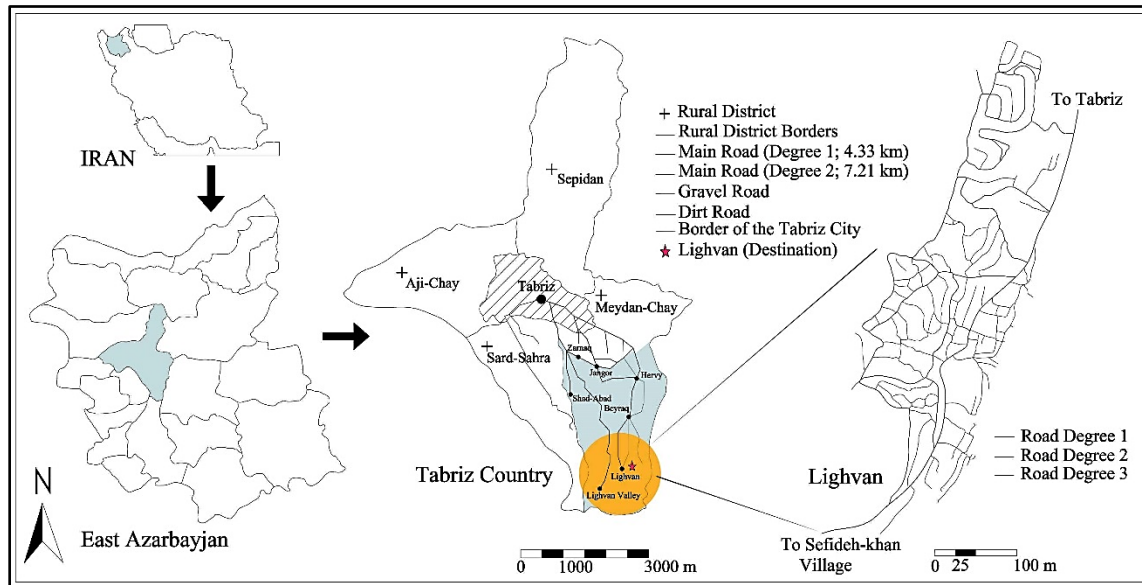 IRAN
East Azarbayjan
N
Rural District
Rural District Borders
Main Road (Degree 1; 4.33 km)
Main Road (Degree 2; 7.21 km)
Gravel Road
Dirt Road
Border of the Tabriz City
Lighvan (Destination)
Sepidan
Aji-Chay
Tabriz
Meydan-Chay
Sard-Sahra
Zarnaq
Jangor
Hervy
Shad-Abad
Beyraq
Lighvan
Lighvan Valley
Tabriz Country
0 1000 3000 m
To Tabriz
Road Degree 1
Road Degree 2
Road Degree 3
Lighvan
To Sefideh-khan
Village
0 25 100 m